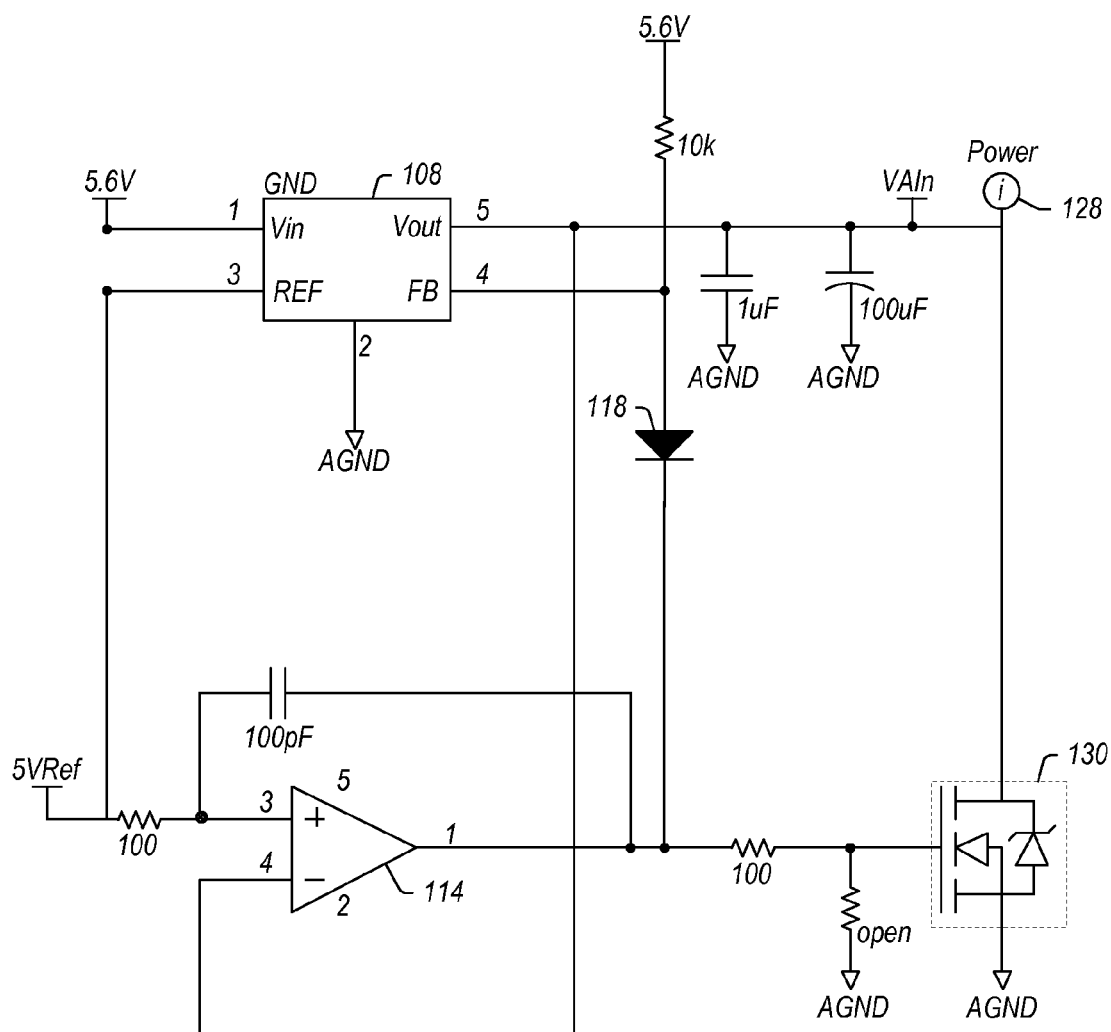 5.6V
10k
Power
i
128
VAIn
5.6V
GND
108
1
Vin
Vout
5
3
REF
FB
4
2
AGND
1uF
AGND
100uF
AGND
118
100pF
5VRef
100
3
+
5
4
−
2
1
114
100
open
AGND
130
AGND